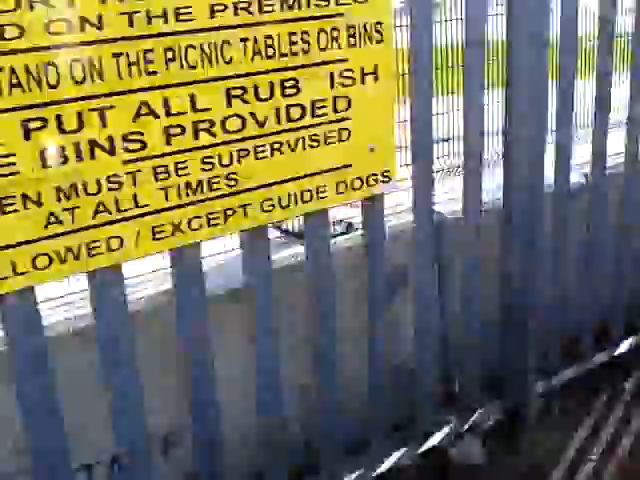 D ON THE PREMISES
STAND ON THE PICNIC TABLES OR BINS
PUT ALL RUB ISH
E BINS PROVIDED
EN MUST BE SUPERVISED
AT ALL TIMES
LLOWED / EXCEPT GUIDE DOGS